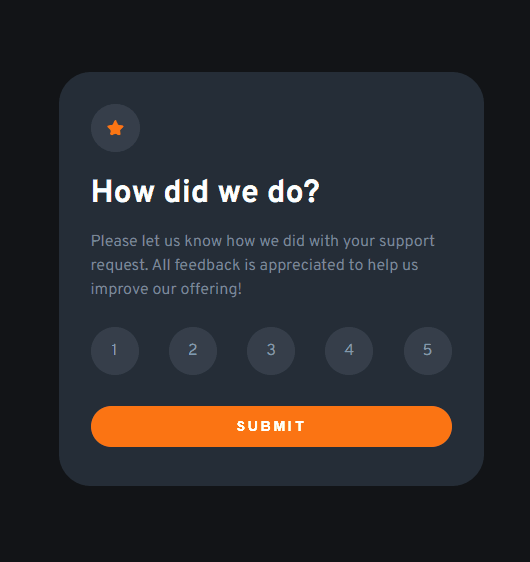 How did we do?
Please let us know how we did with your support
request. All feedback is appreciated to help us
improve our offering!
1 2 3 4 5
SUBMIT